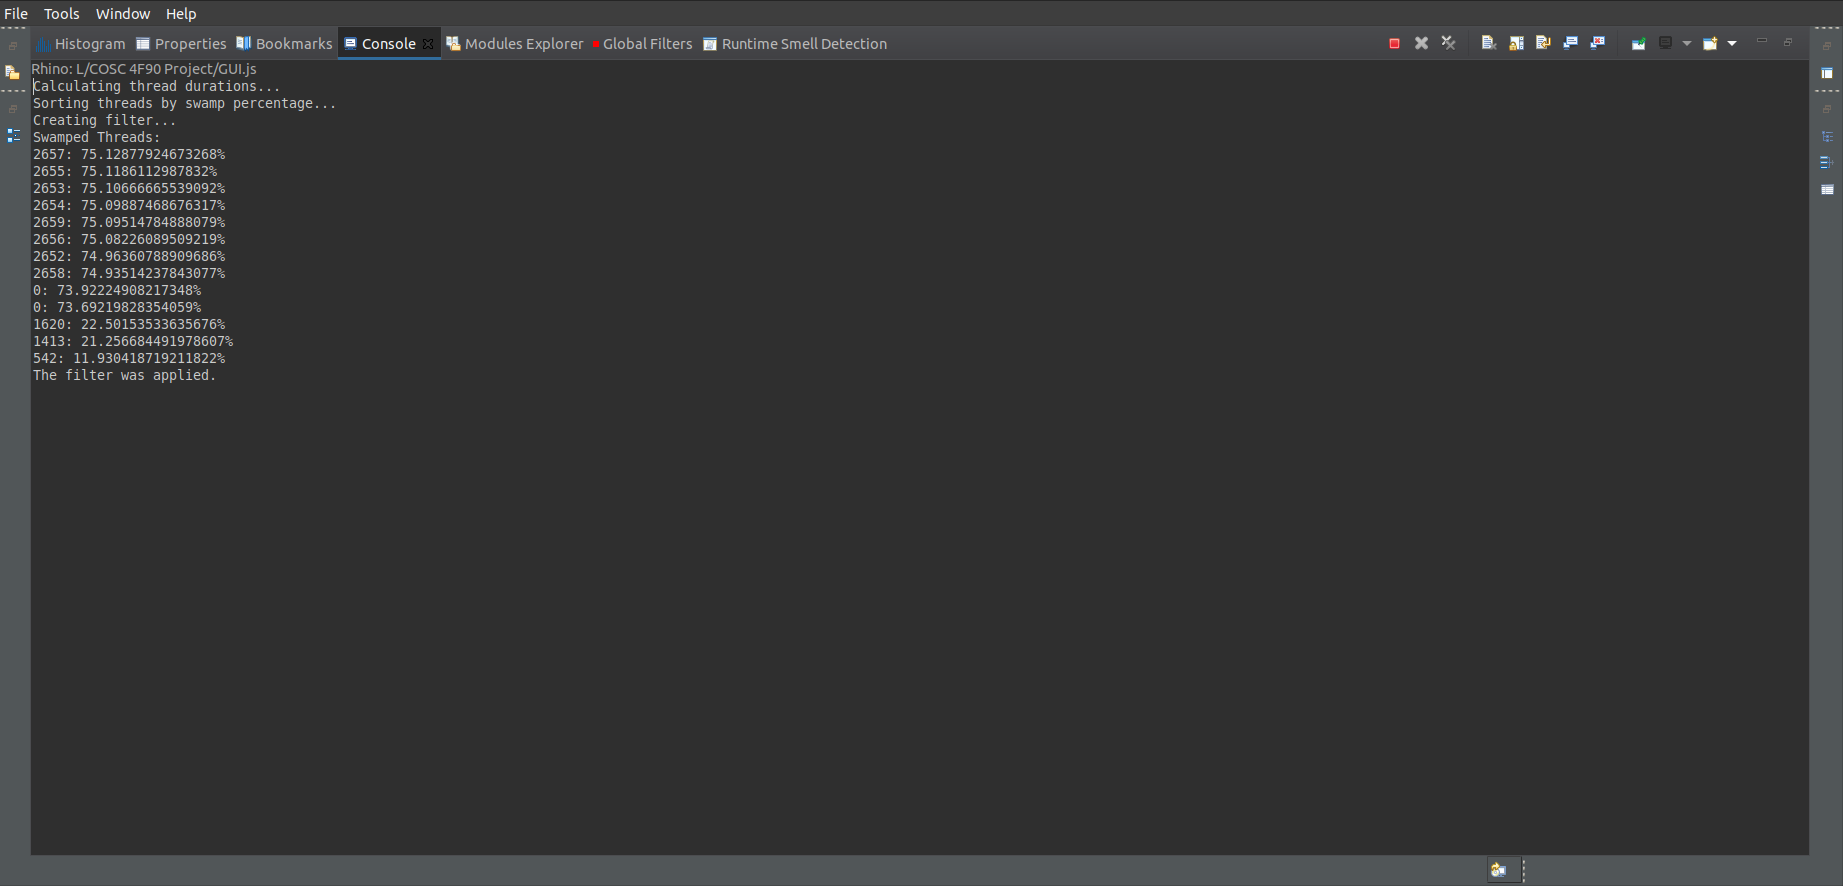 File Tools Window Help
Histogram Properties Bookmarks Console Modules Explorer Global Filters Runtime Smell Detection
Rhino: L/COSC 4F90 Project/GUI.js
Calculating thread durations...
Sorting threads by swamp percentage...
Creating filter...
Swamped Threads:
2657: 75.12877924673268%
2655: 75.1186112987832%
2653: 75.10666665539092%
2654: 75.09887468676317%
2659: 75.09514784888079%
2656: 75.08226089509219%
2652: 74.96360788909686%
2658: 74.93514237843077%
0: 73.92224908217348%
0: 73.69219828354059%
1620: 22.50153533635676%
1413: 21.256684491978607%
542: 11.930418719211822%
The filter was applied.